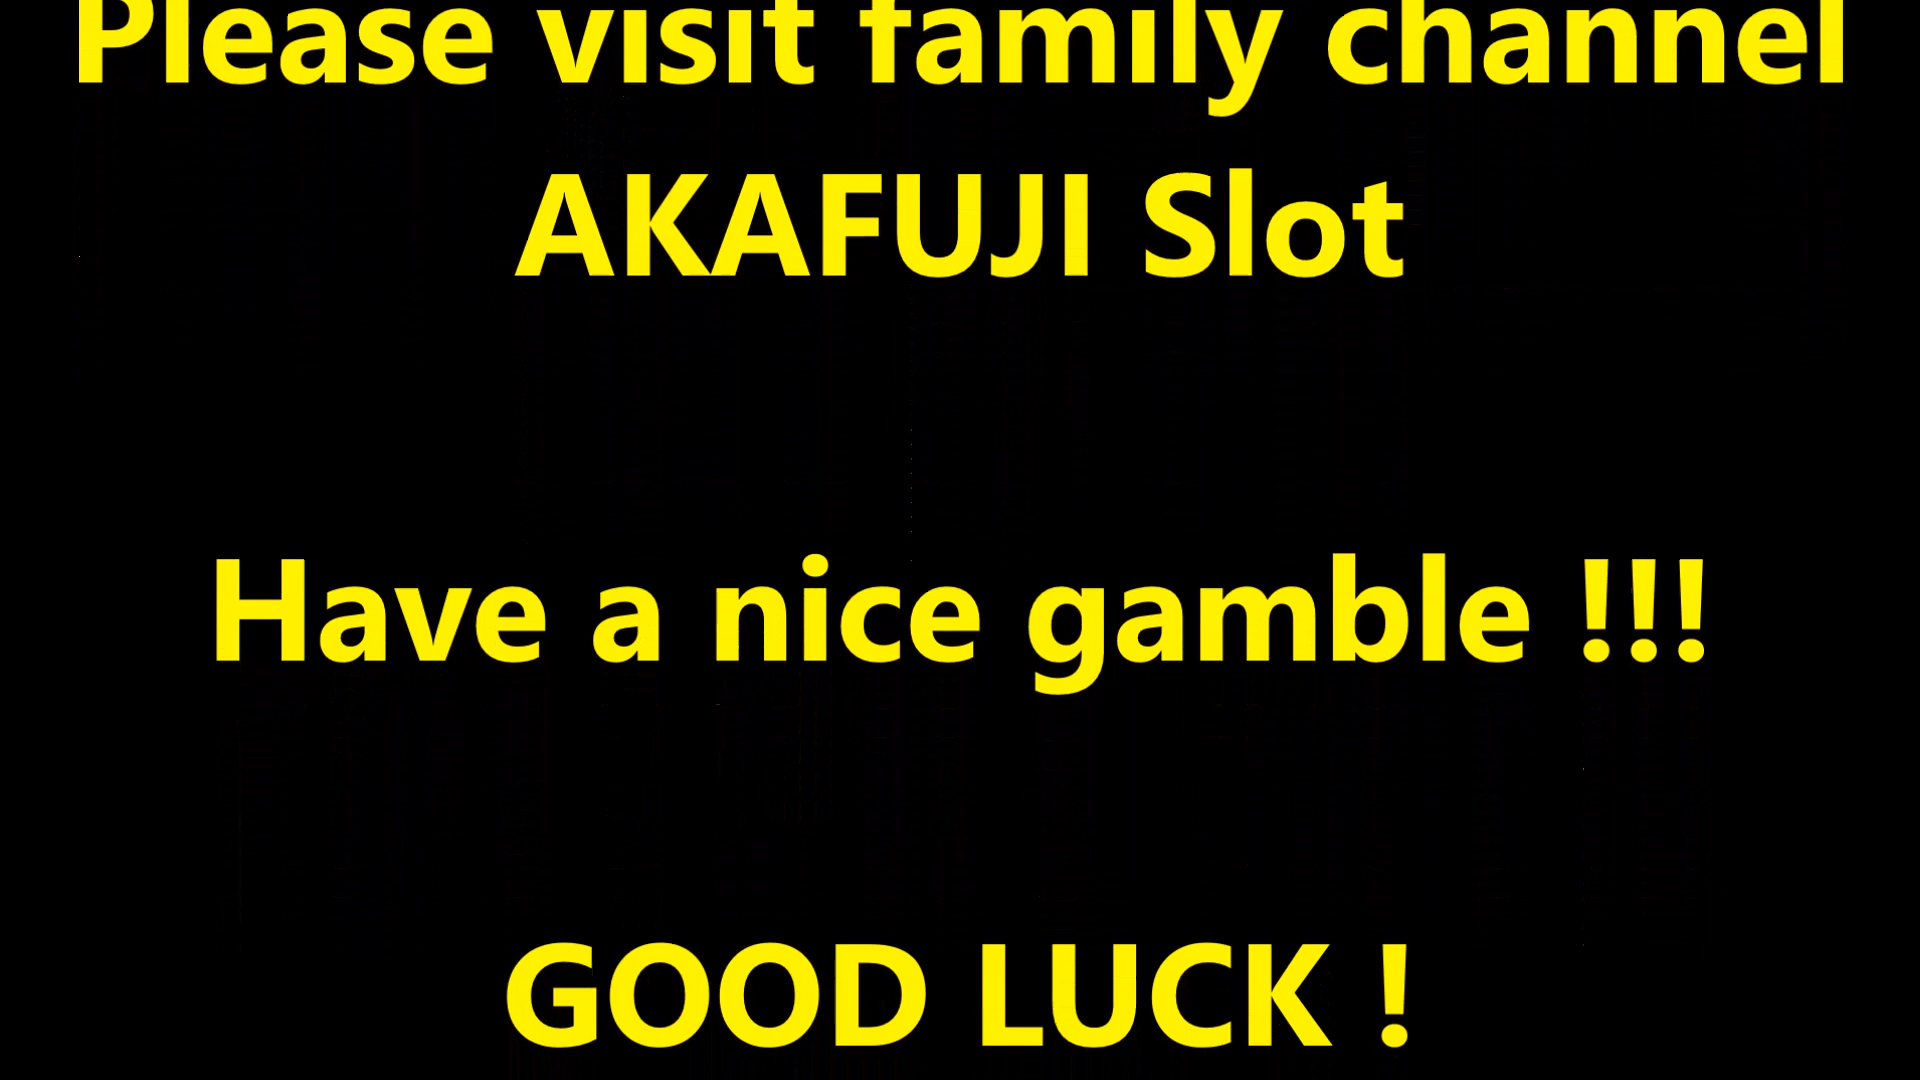 Please visit family channel
AKAFUJI Slot
Have a nice gamble !!!
GOOD LUCK !